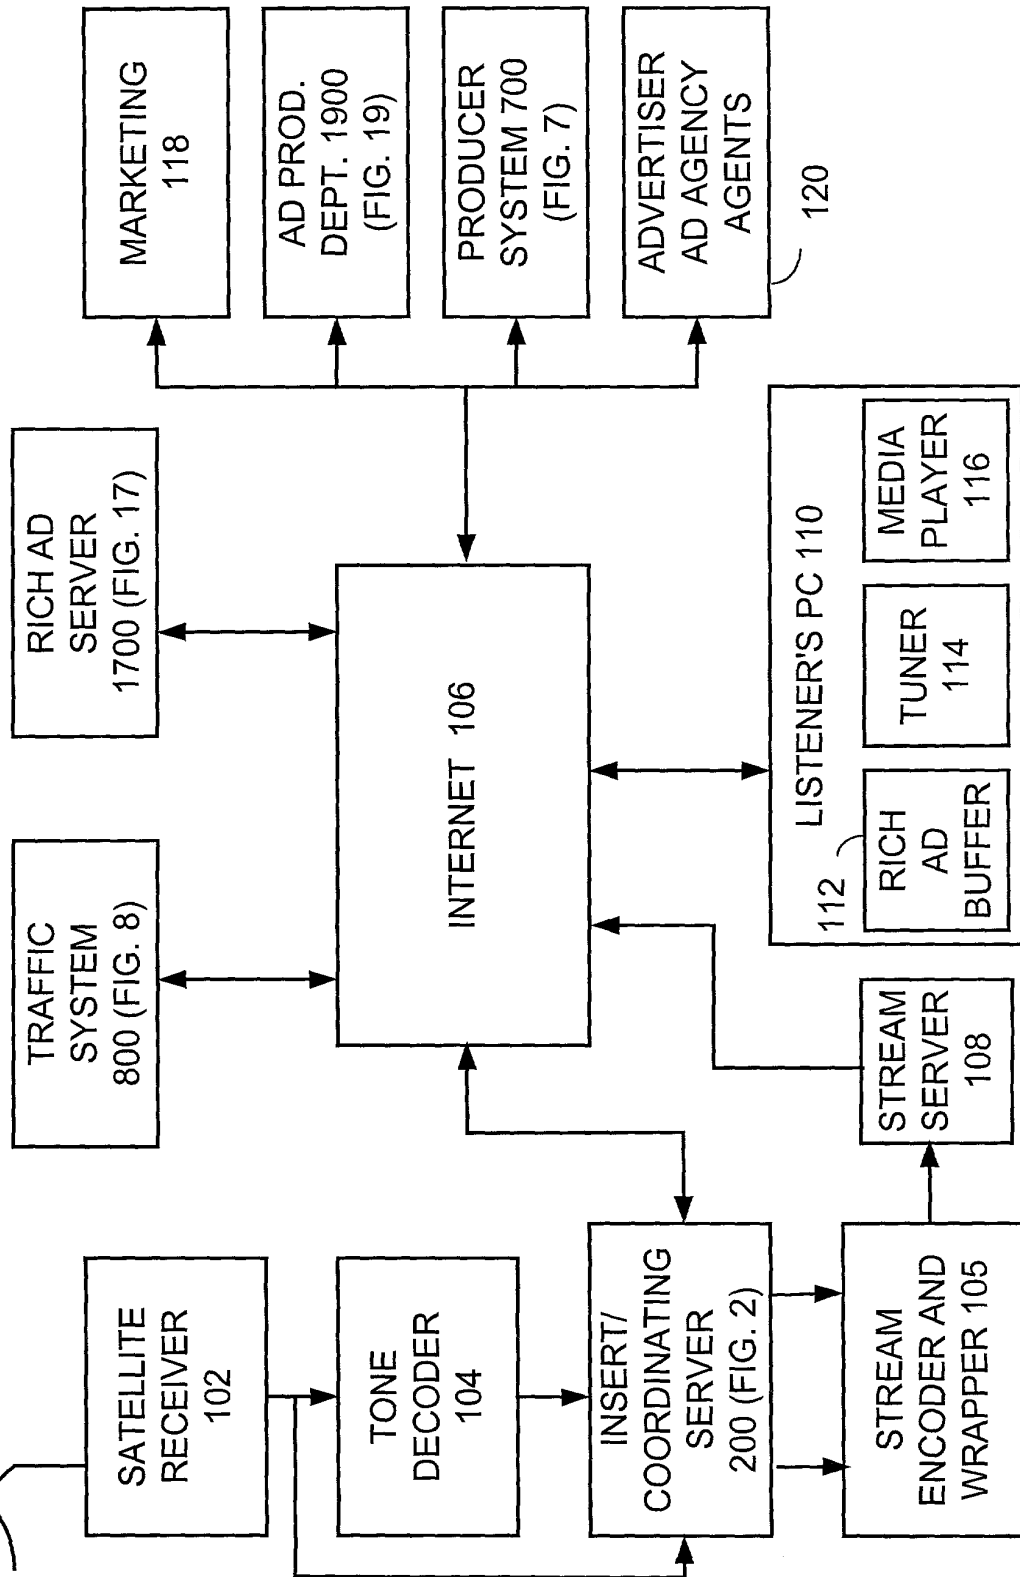 SATELLITE
RECEIVER
102
TONE
DECODER
104
INSERT/
COORDINATING
SERVER
200 (FIG. 2)
STREAM
ENCODER AND
WRAPPER 105
STREAM
SERVER
108
TRAFFIC
SYSTEM
800 (FIG. 8)
RICH AD
SERVER
1700 (FIG. 17)
INTERNET 106
LISTENER'S PC 110
112
RICH
AD
BUFFER
TUNER
114
MEDIA
PLAYER
116
MARKETING
118
AD PROD.
DEPT. 1900
(FIG. 19)
PRODUCER
SYSTEM 700
(FIG. 7)
ADVERTISER
AD AGENCY
AGENTS
120